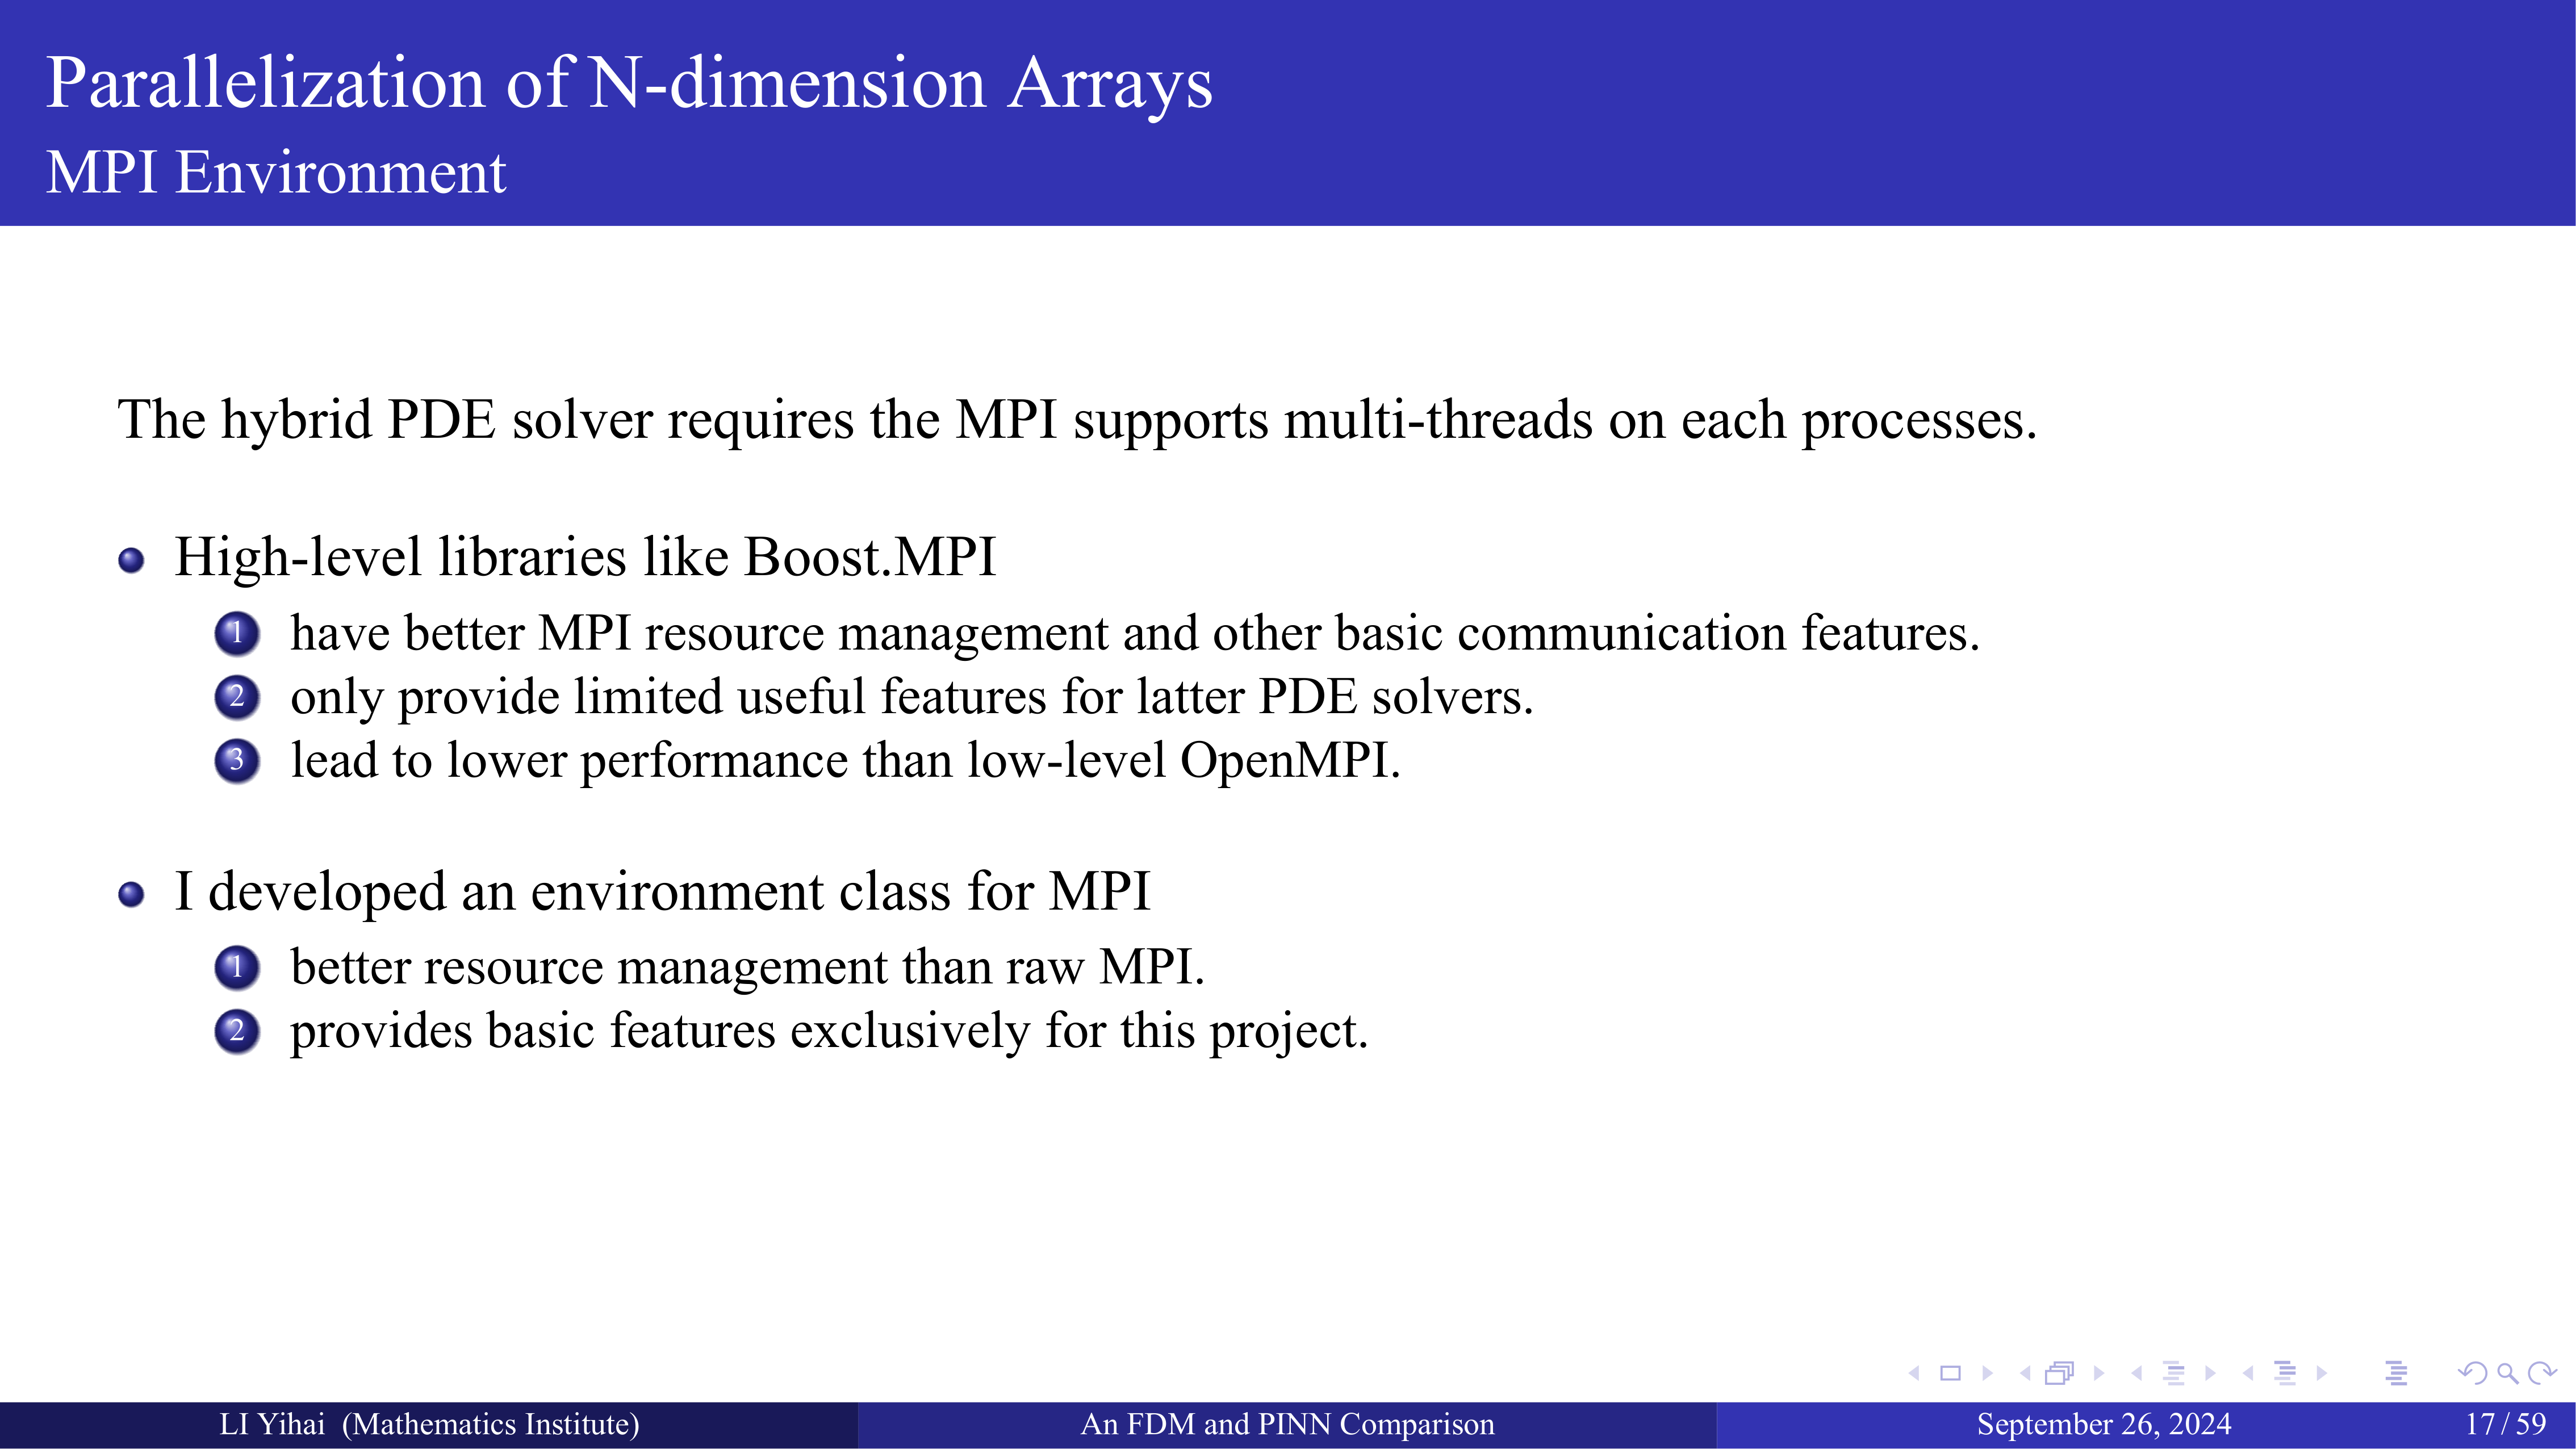 Parallelization of N-dimension Arrays
MPI Environment
The hybrid PDE solver requires the MPI supports multi-threads on each processes.
High-level libraries like Boost.MPI
1 have better MPI resource management and other basic communication features.
2 only provide limited useful features for latter PDE solvers.
3 lead to lower performance than low-level OpenMPI.
I developed an environment class for MPI
1 better resource management than raw MPI.
2 provides basic features exclusively for this project.
LI Yihai (Mathematics Institute) An FDM and PINN Comparison September 26, 2024 17 / 59